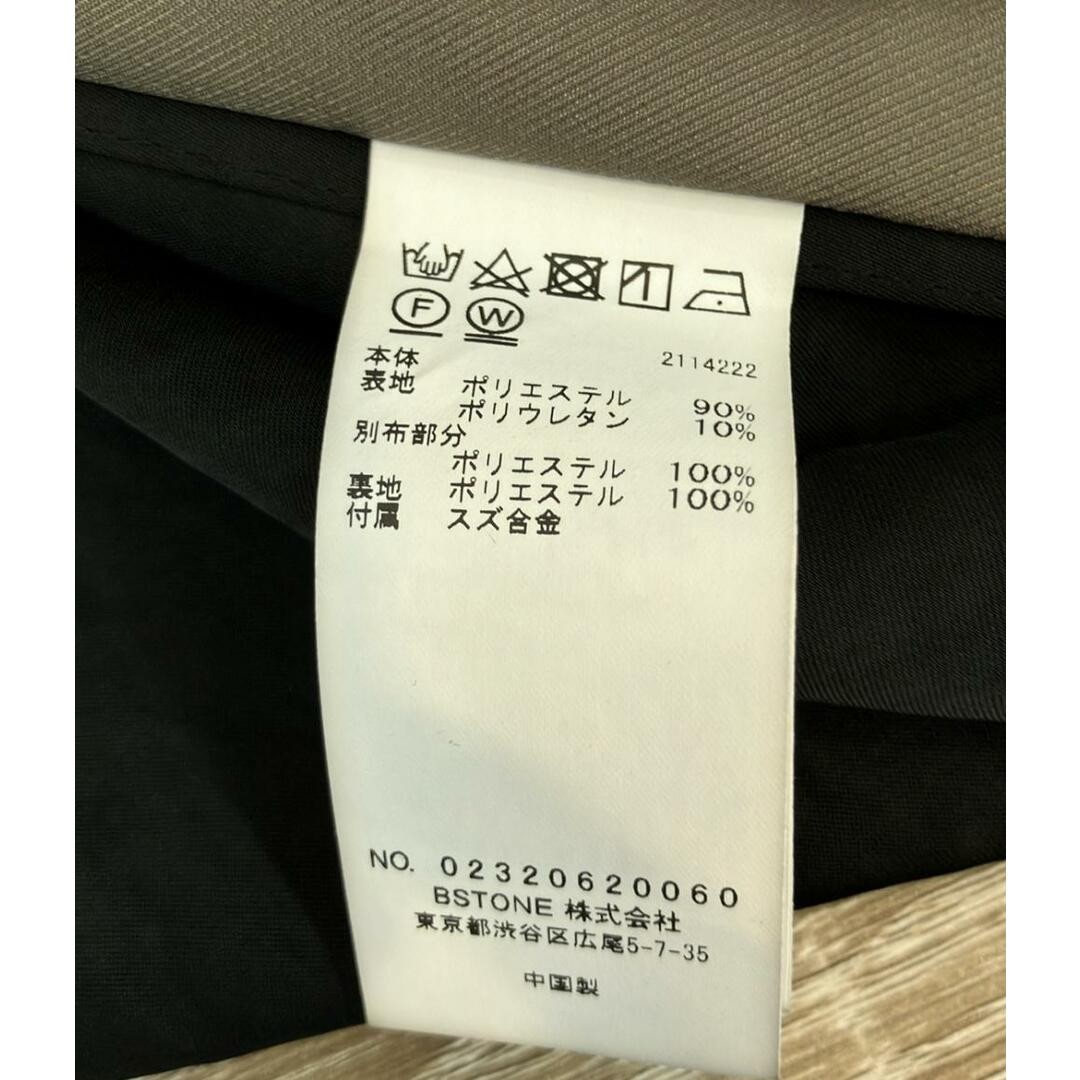 F W
本体 2114222
表地 ポリエステル 90%
ポリウレタン 10%
別布部分
ポリエステル 100%
裏地 ポリエステル 100%
付属 スズ合金
NO. 02320620060
BSTONE 株式会社
東京都渋谷区広尾5-7-35
中国製